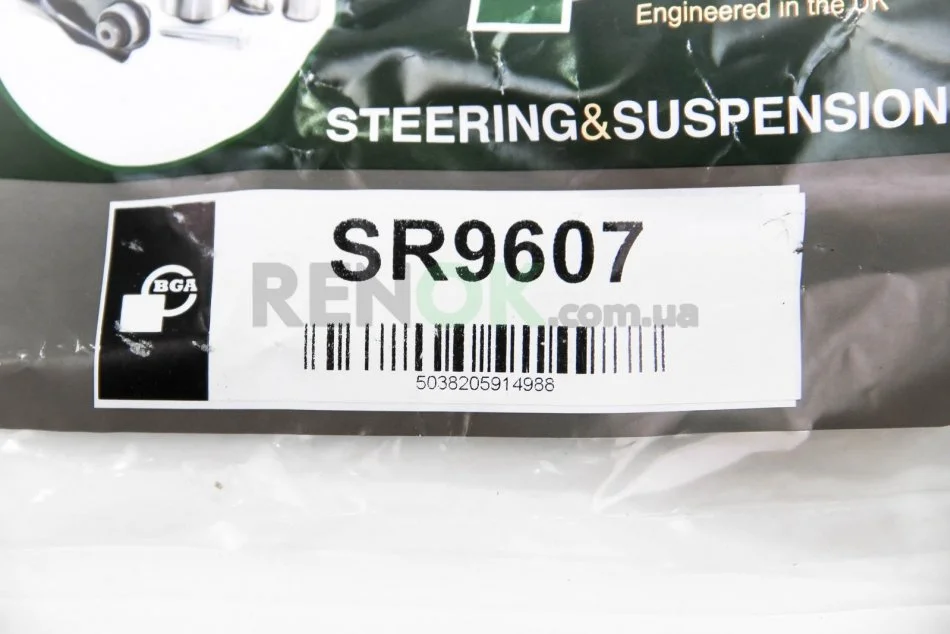 Engineered in the UK
STEERING&SUSPENSION
SR9607
BGA
RENOK.com.ua
5038205914988